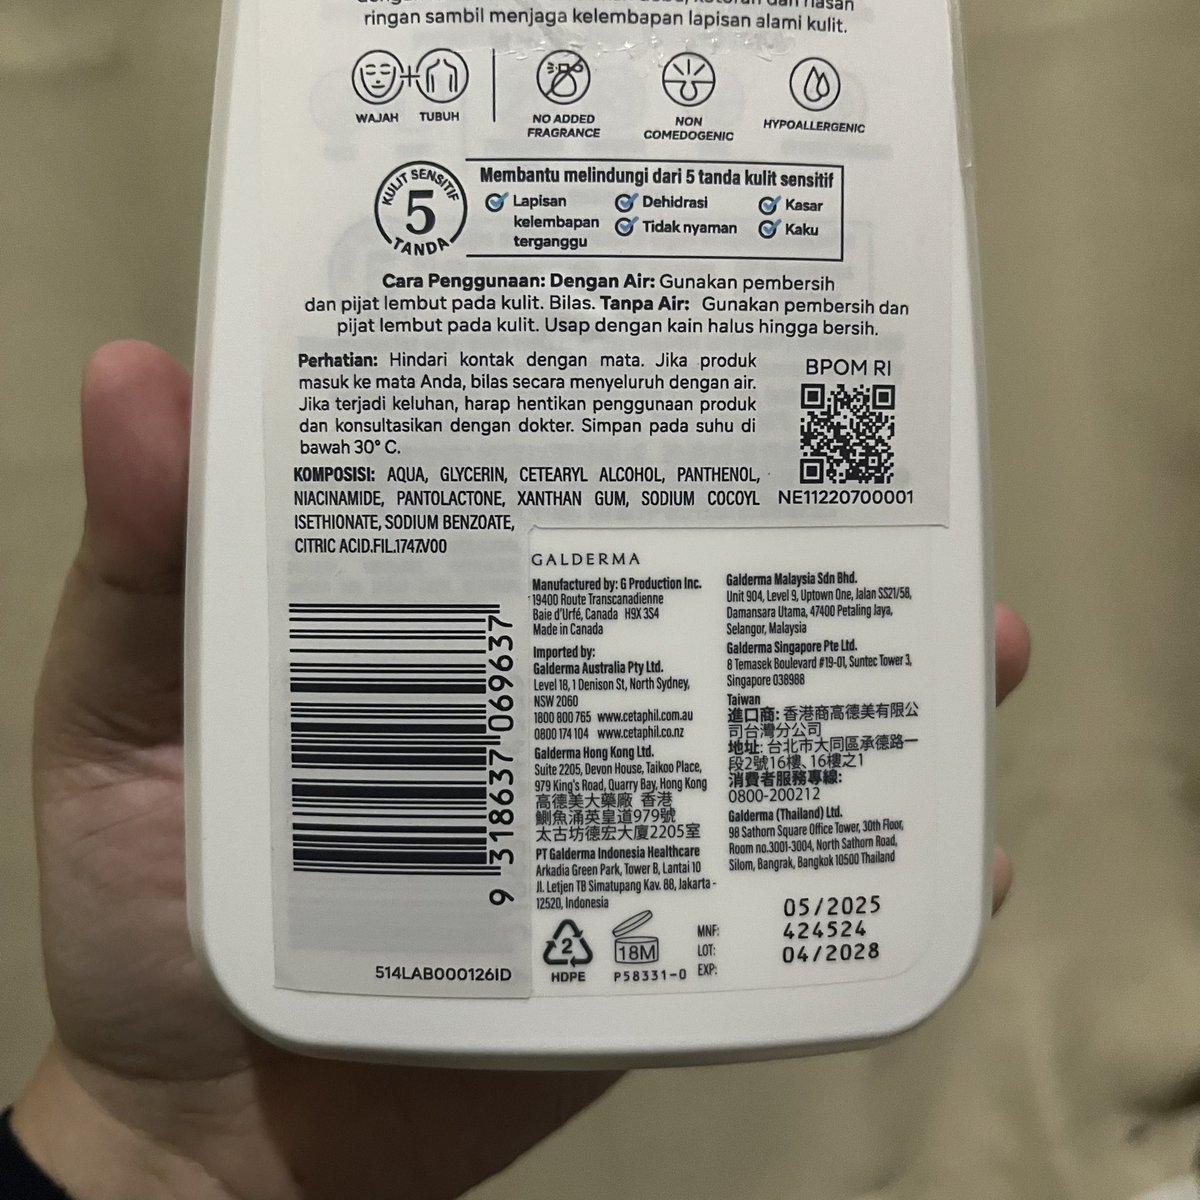 ringan sambil menjaga kelembapan lapisan alami kulit.
WAJAH
TUBUH
NO ADDED
FRAGRANCE
NON
COMEDOGENIC
HYPOALLERGENIC
KULIT SENSITIF
5
TANDA
Membantu melindungi dari 5 tanda kulit sensitif
Lapisan
kelembapan
terganggu
Dehidrasi
Tidak nyaman
Kasar
Kaku
Cara Penggunaan: Dengan Air: Gunakan pembersih
dan pijat lembut pada kulit. Bilas. Tanpa Air: Gunakan pembersih dan
pijat lembut pada kulit. Usap dengan kain halus hingga bersih.
Perhatian: Hindari kontak dengan mata. Jika produk
masuk ke mata Anda, bilas secara menyeluruh dengan air.
Jika terjadi keluhan, harap hentikan penggunaan produk
dan konsultasikan dengan dokter. Simpan pada suhu di
bawah 30° C.
BPOM RI
NE11220700001
KOMPOSISI: AQUA, GLYCERIN, CETEARYL ALCOHOL, PANTHENOL,
NIACINAMIDE, PANTOLACTONE, XANTHAN GUM, SODIUM COCOYL
ISETHIONATE, SODIUM BENZOATE,
CITRIC ACID.FIL.1747.V00
9 318637 069637
514LAB000126ID
GALDERMA
Manufactured by: G Production Inc.
19400 Route Transcanadienne
Baie d'Urfé, Canada H9X 3S4
Made in Canada
Imported by:
Galderma Australia Pty Ltd.
Level 18, 1 Denison St, North Sydney,
NSW 2060
1800 800 765 www.cetaphil.com.au
0800 174 104 www.cetaphil.co.nz
Galderma Hong Kong Ltd.
Suite 2205, Devon House, Taikoo Place,
979 King's Road, Quarry Bay, Hong Kong
高德美大藥廠 香港
鰂魚涌英皇道979號
太古坊德宏大厦2205室
PT Galderma Indonesia Healthcare
Arkadia Green Park, Tower B, Lantai 10
Jl. Letjen TB Simatupang Kav. 88, Jakarta -
12520, Indonesia
Galderma Malaysia Sdn Bhd.
Unit 904, Level 9, Uptown One, Jalan SS21/58,
Damansara Utama, 47400 Petaling Jaya,
Selangor, Malaysia
Galderma Singapore Pte Ltd.
8 Temasek Boulevard #19-01, Suntec Tower 3,
Singapore 038988
Taiwan
進口商: 香港商高德美有限公
司台灣分公司
地址: 台北市大同區承德路一
段2號16樓、16樓之1
消費者服務專線:
0800-200212
Galderma (Thailand) Ltd.
98 Sathorn Square Office Tower, 30th Floor,
Room no.3001-3004, North Sathorn Road,
Silom, Bangrak, Bangkok 10500 Thailand
2
HDPE
18M
P58331-0
MNF: 05/2025
LOT: 424524
EXP: 04/2028